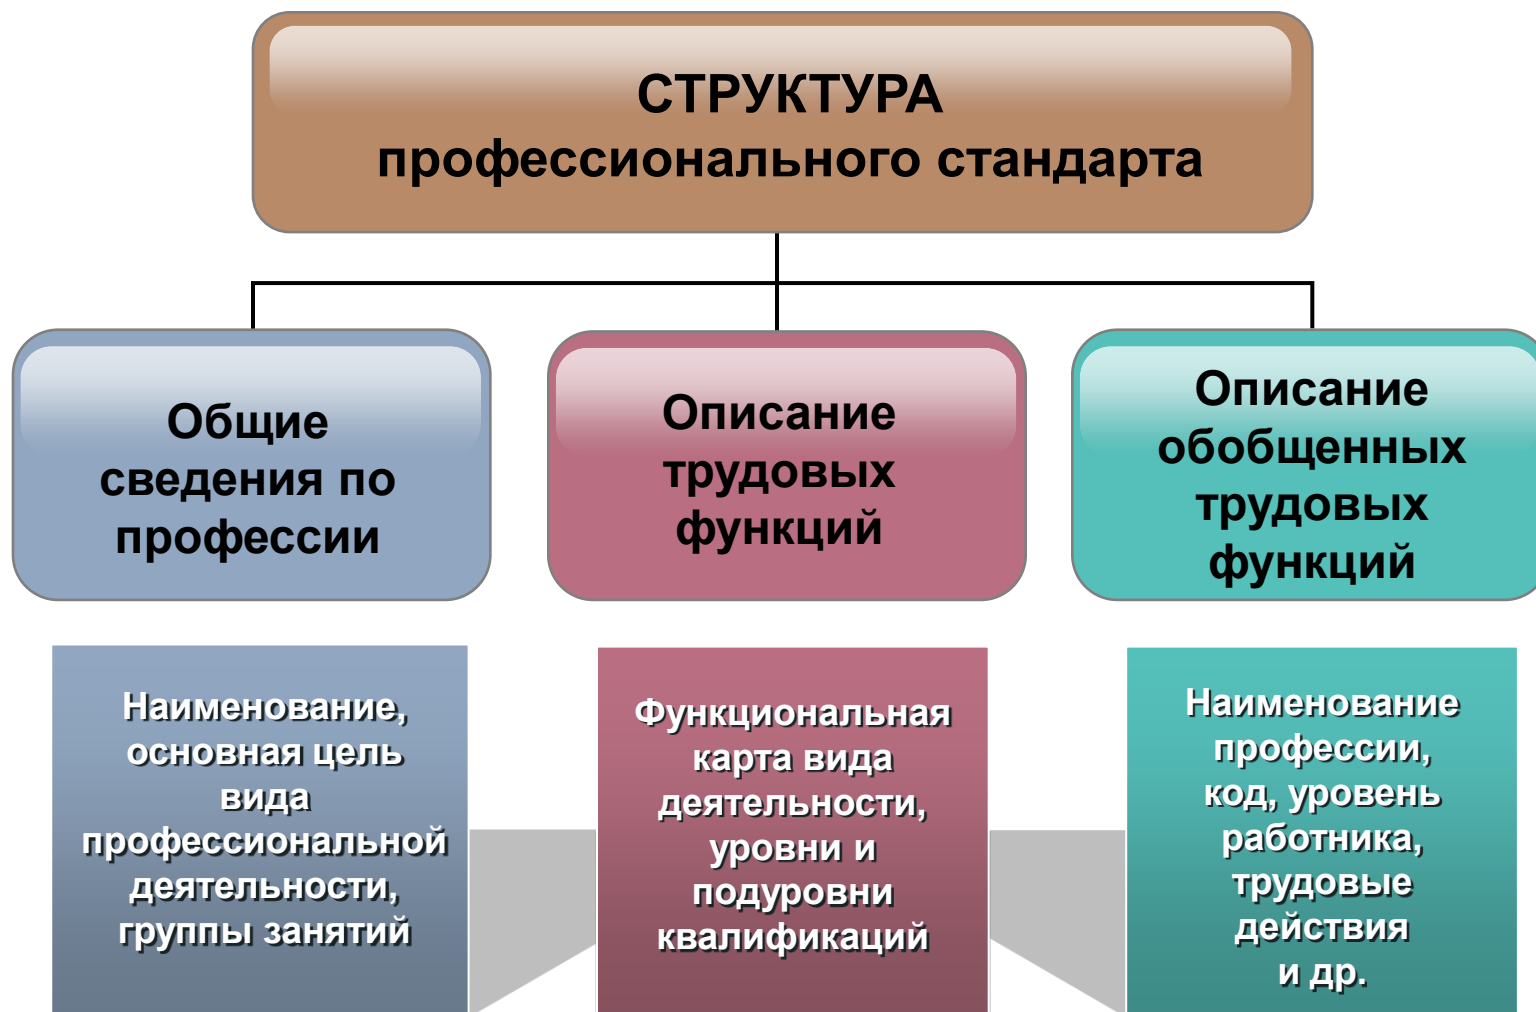 СТРУКТУРА
профессионального стандарта
Общие
сведения по
профессии
Описание
трудовых
функций
Описание
обобщенных
трудовых
функций
Наименование,
основная цель
вида
профессиональной
деятельности,
группы занятий
Функциональная
карта вида
деятельности,
уровни и
подуровни
квалификаций
Наименование
профессии,
код, уровень
работника,
трудовые
действия
и др.